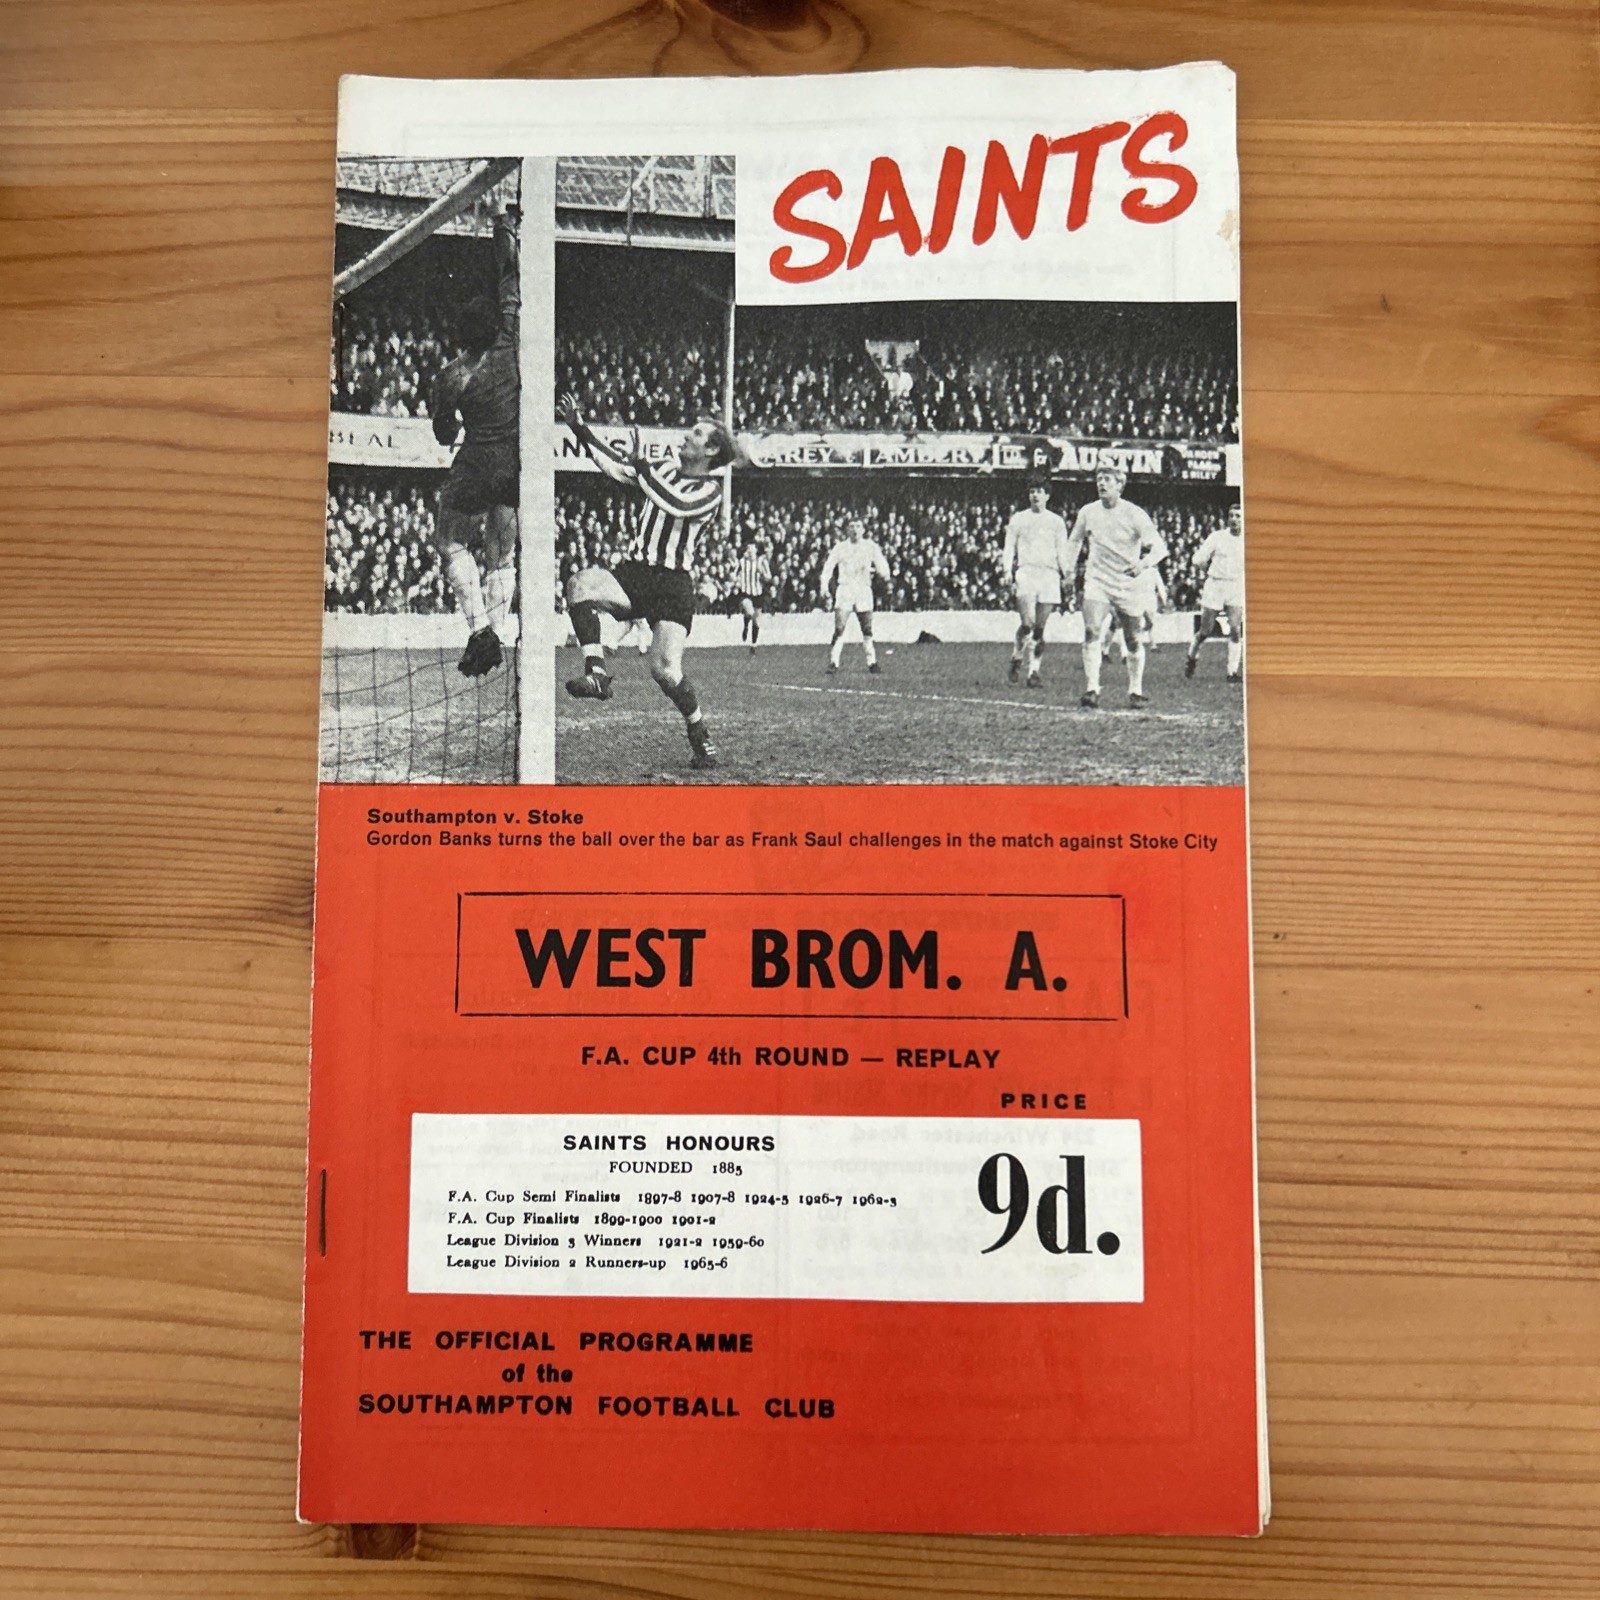 SAINTS
AUSTIN
Southampton v. Stoke
Gordon Banks turns the ball over the bar as Frank Saul challenges in the match against Stoke City
WEST BROM. A.
F.A. CUP 4th ROUND — REPLAY
PRICE
SAINTS HONOURS
FOUNDED 1885
F.A. Cup Semi Finalists 1897-8 1907-8 1924-5 1926-7 1962-3
F.A. Cup Finalists 1899-1900 1901-2
League Division 3 Winners 1921-2 1959-60
League Division 2 Runners-up 1965-6
9d.
THE OFFICIAL PROGRAMME
of the
SOUTHAMPTON FOOTBALL CLUB